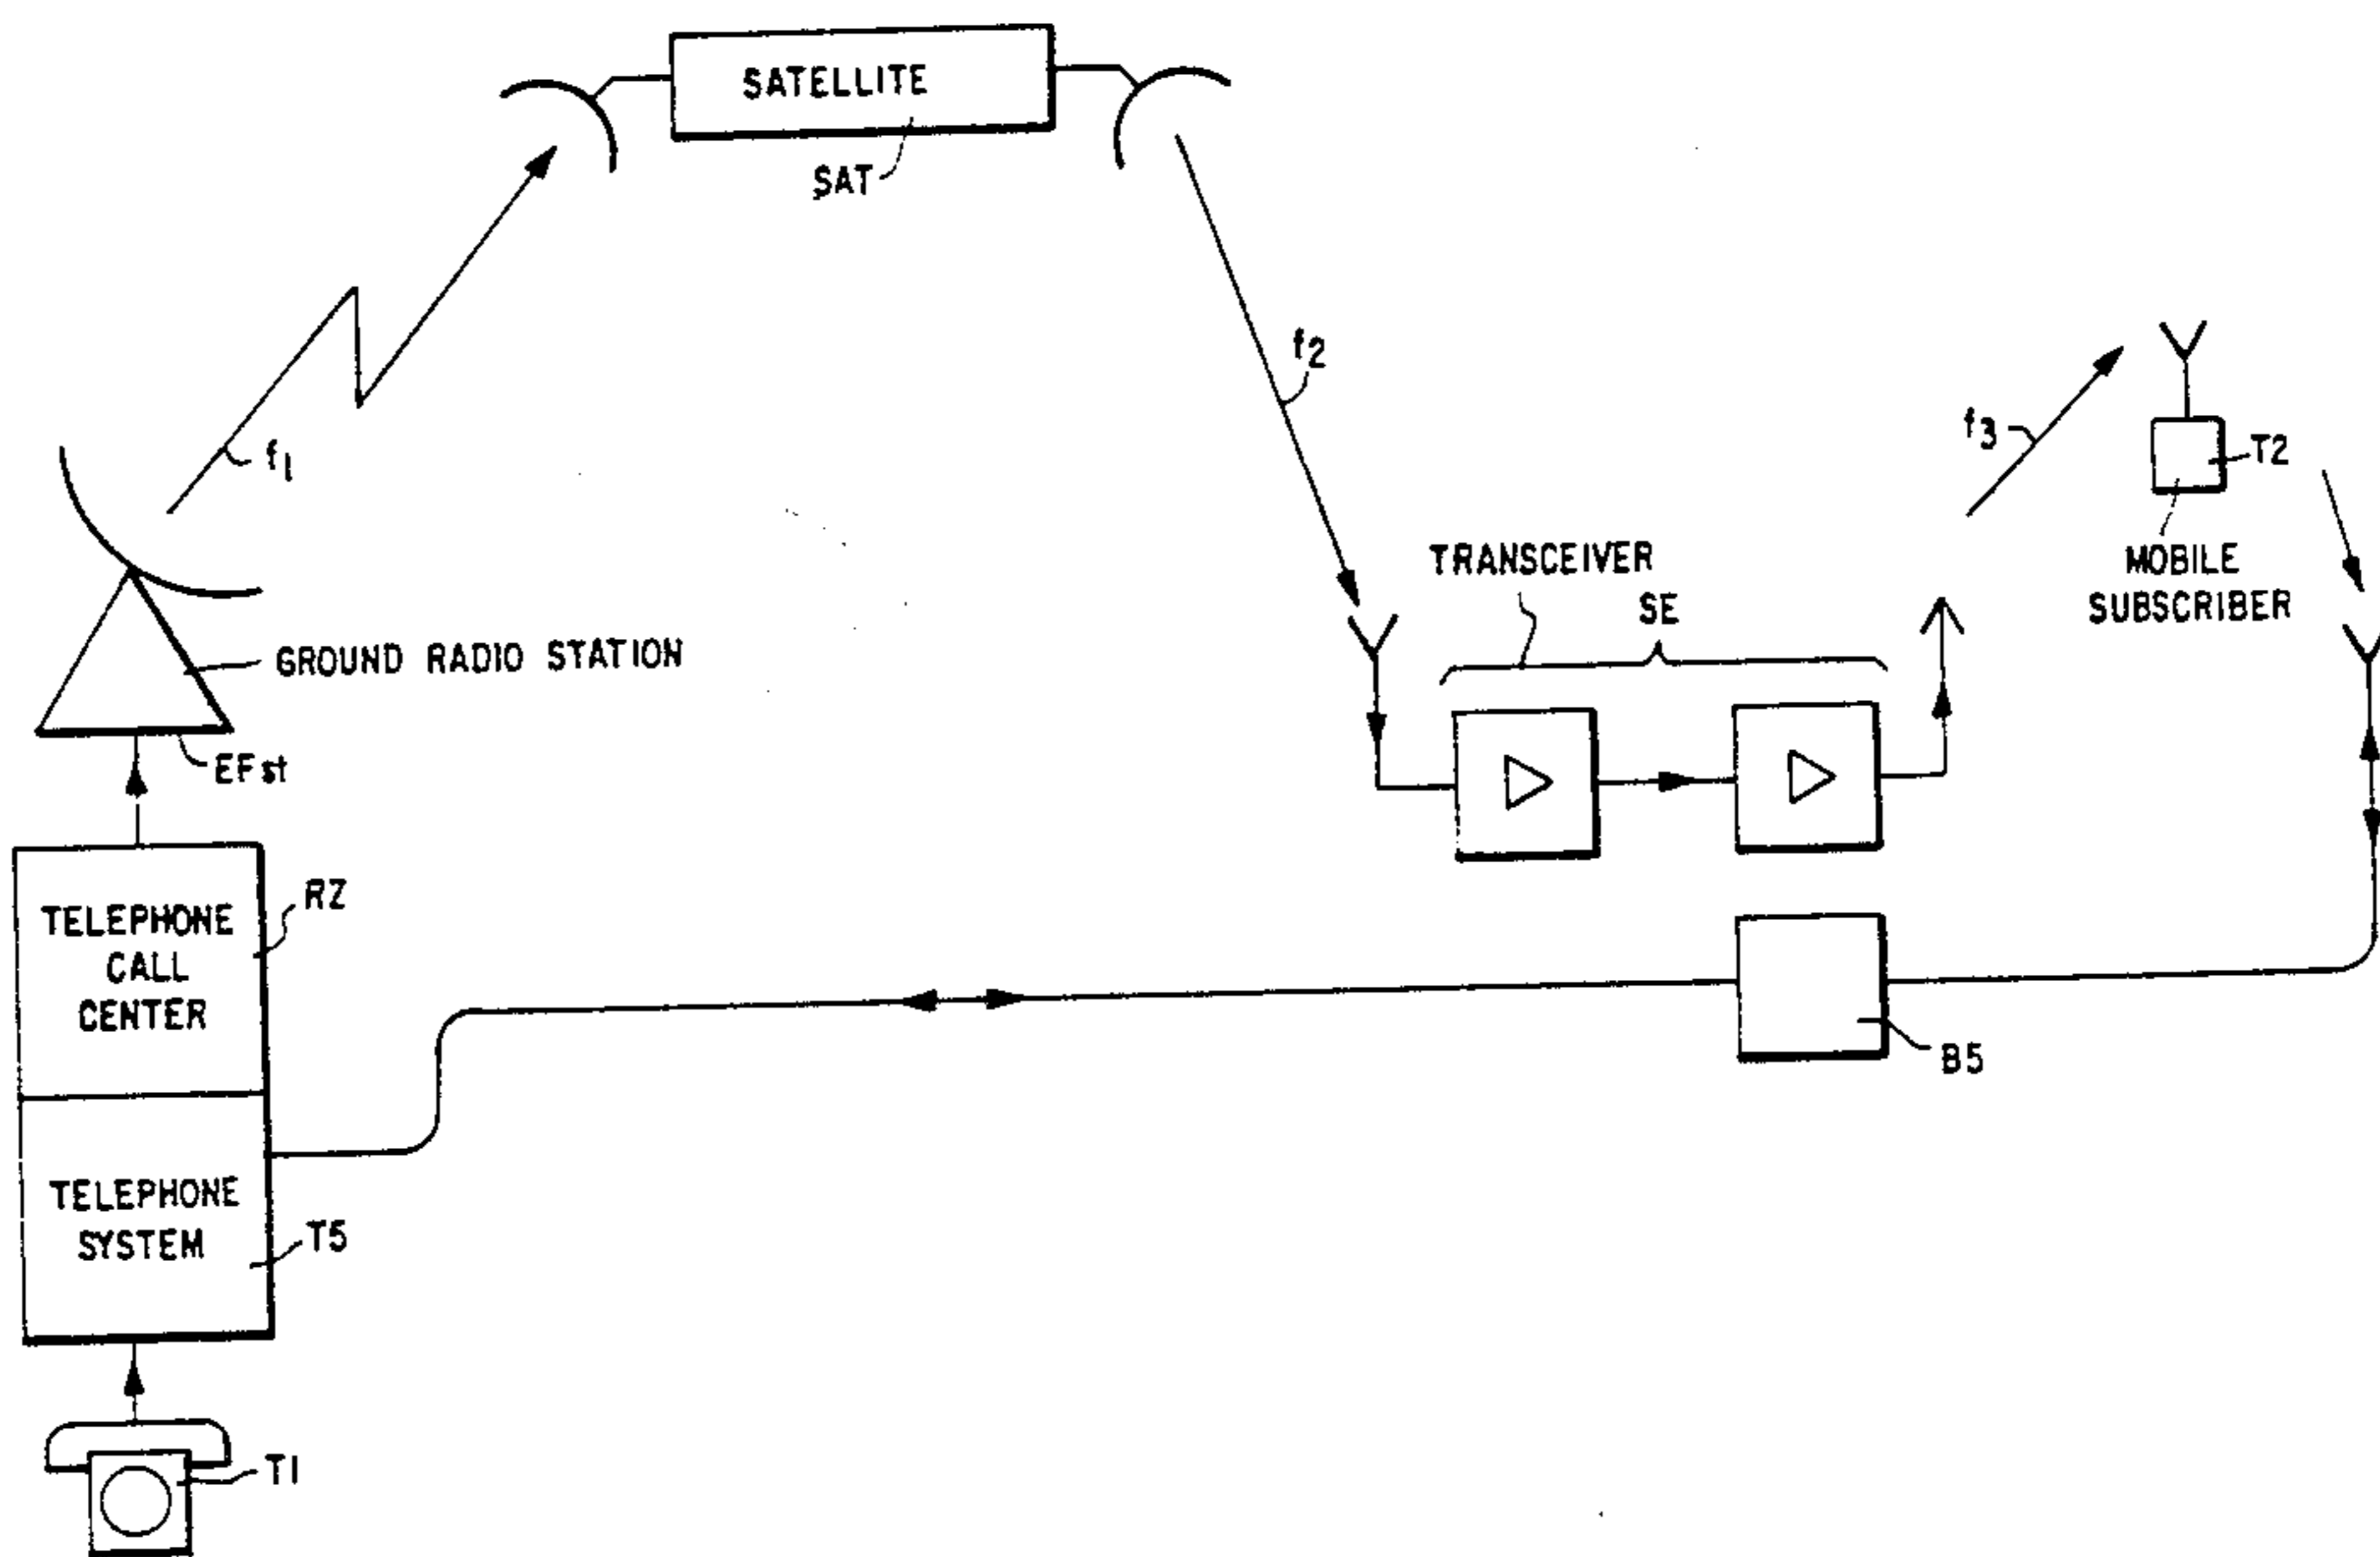 SATELLITE
SAT
f1
f2
f3
T2
MOBILE
SUBSCRIBER
TRANSCEIVER
SE
GROUND RADIO STATION
EFst
TELEPHONE
CALL
CENTER
RZ
B5
TELEPHONE
SYSTEM
T5
T1